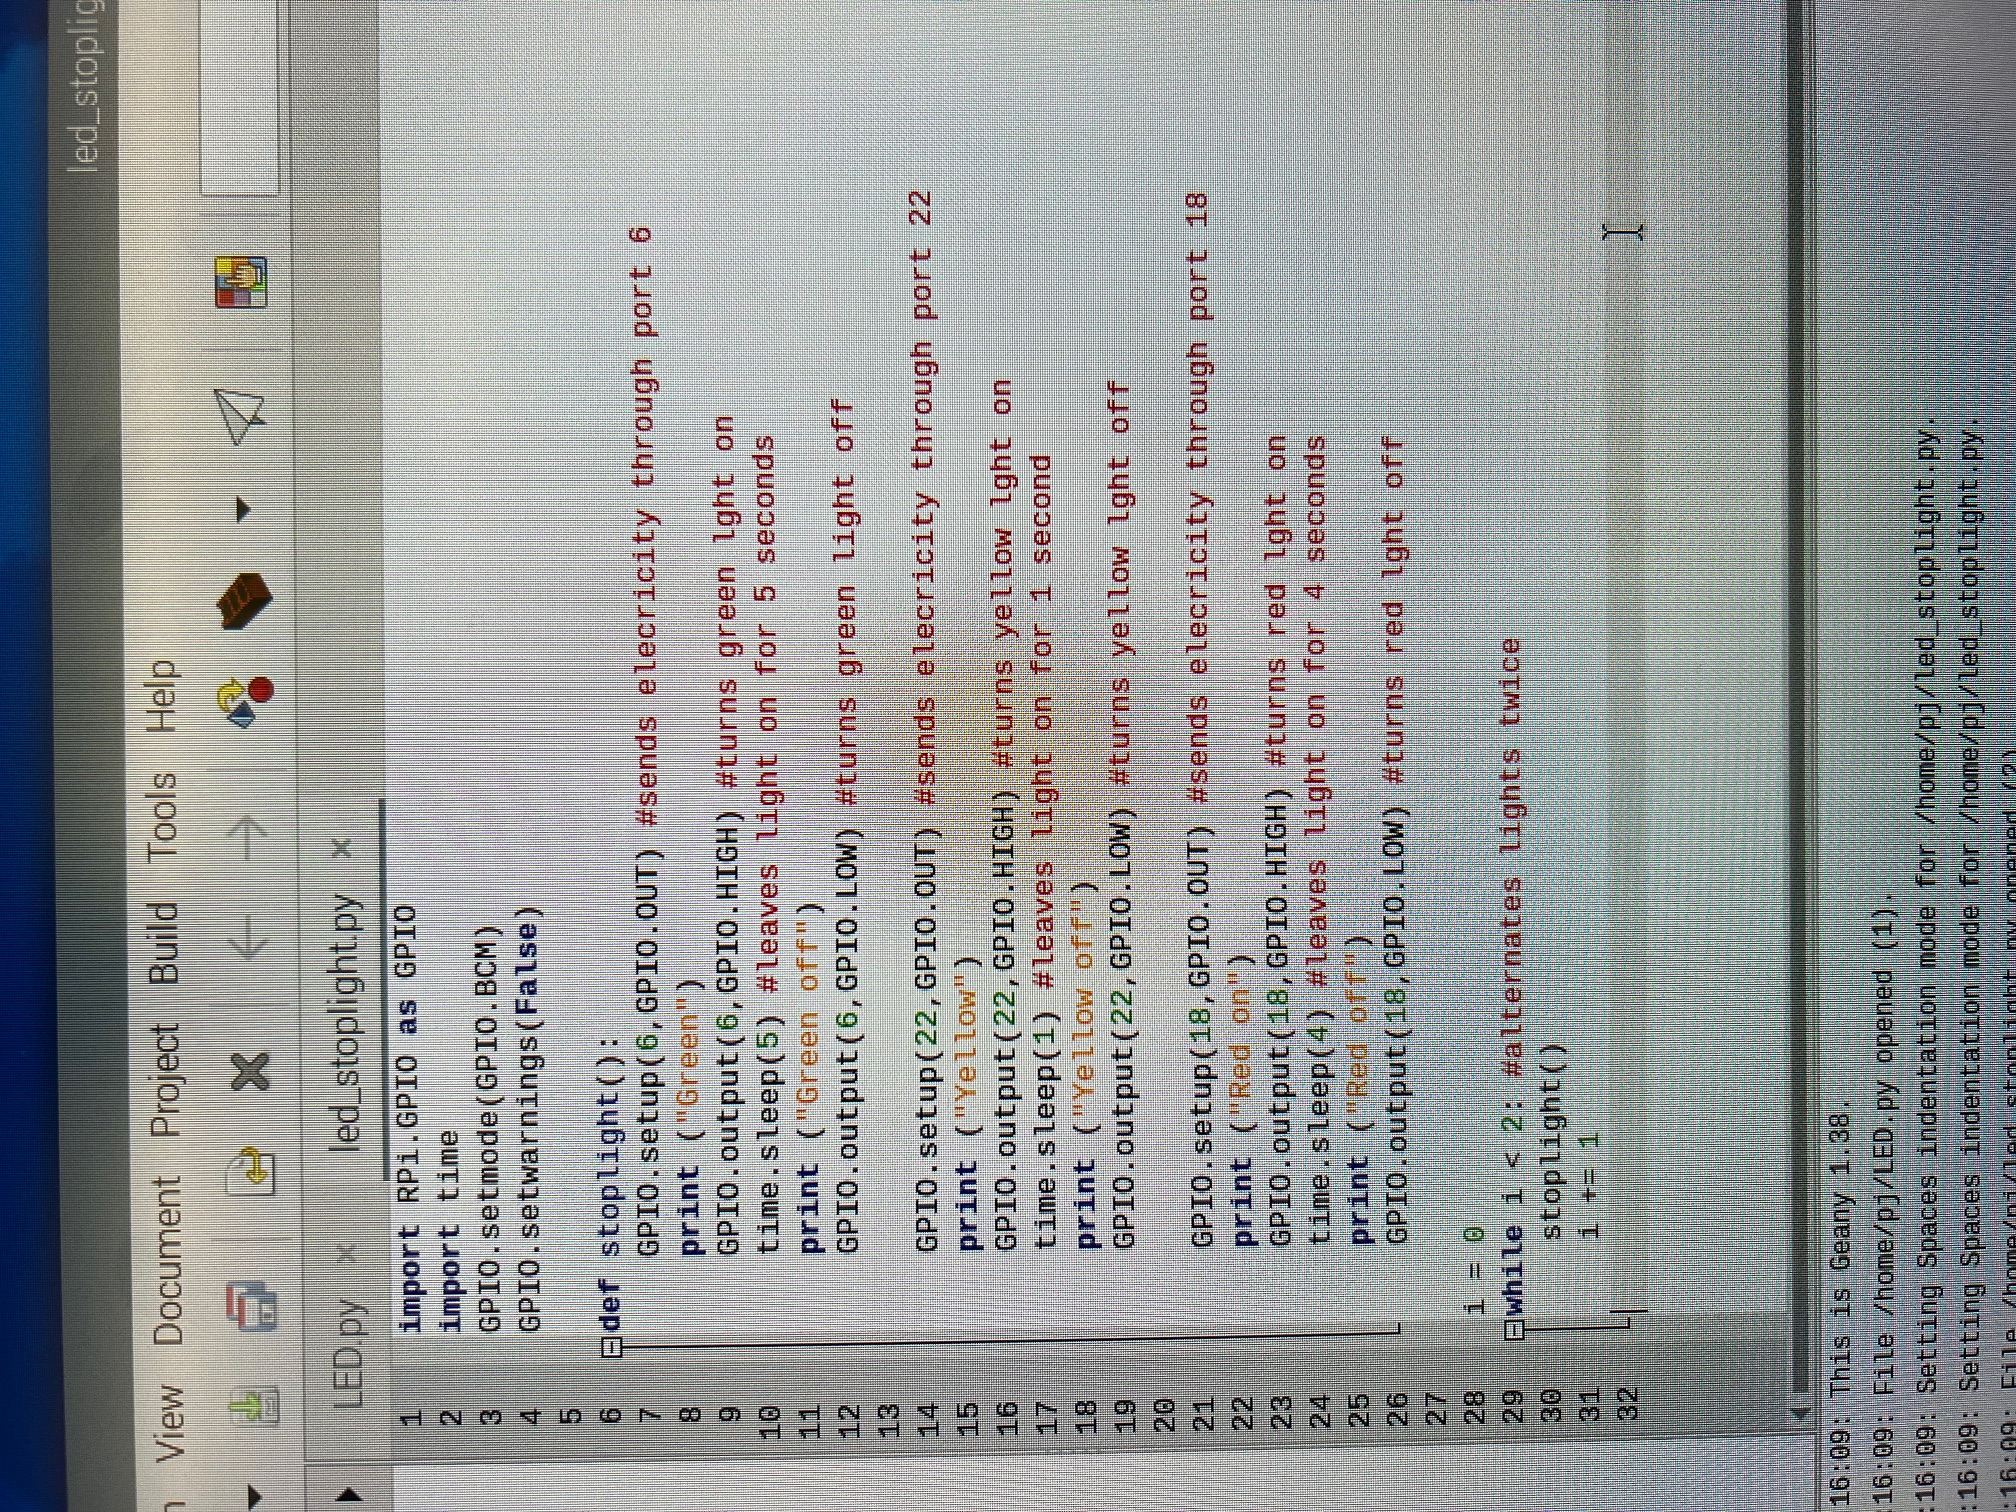 led_stoplig
View Document Project Build Tools Help
LED.py led_stoplight.py
1 import RPi.GPIO as GPIO
2 import time
3 GPIO.setmode(GPIO.BCM)
4 GPIO.setwarnings(False)
5
6 def stoplight():
7 GPIO.setup(6,GPIO.OUT) #sends elecricity through port 6
8 print ("Green")
9 GPIO.output(6,GPIO.HIGH) #turns green lght on
10 time.sleep(5) #leaves light on for 5 seconds
11 print ("Green off")
12 GPIO.output(6,GPIO.LOW) #turns green light off
13
14 GPIO.setup(22,GPIO.OUT) #sends elecricity through port 22
15 print ("Yellow")
16 GPIO.output(22,GPIO.HIGH) #turns yellow lght on
17 time.sleep(1) #leaves light on for 1 second
18 print ("Yellow off")
19 GPIO.output(22,GPIO.LOW) #turns yellow lght off
20
21 GPIO.setup(18,GPIO.OUT) #sends elecricity through port 18
22 print ("Red on")
23 GPIO.output(18,GPIO.HIGH) #turns red lght on
24 time.sleep(4) #leaves light on for 4 seconds
25 print ("Red off")
26 GPIO.output(18,GPIO.LOW) #turns red lght off
27
28 i = 0
29 while i < 2: #alternates lights twice
30 stoplight()
31 i += 1
32
16:09: This is Geany 1.38.
:16:09: File /home/pj/LED.py opened (1).
:16:09: Setting Spaces indentation mode for /home/pj/led_stoplight.py.
:16:09: Setting Spaces indentation mode for /home/pj/led_stoplight.py.
:16:09: File /home/pj/led_stoplight.py opened (2)